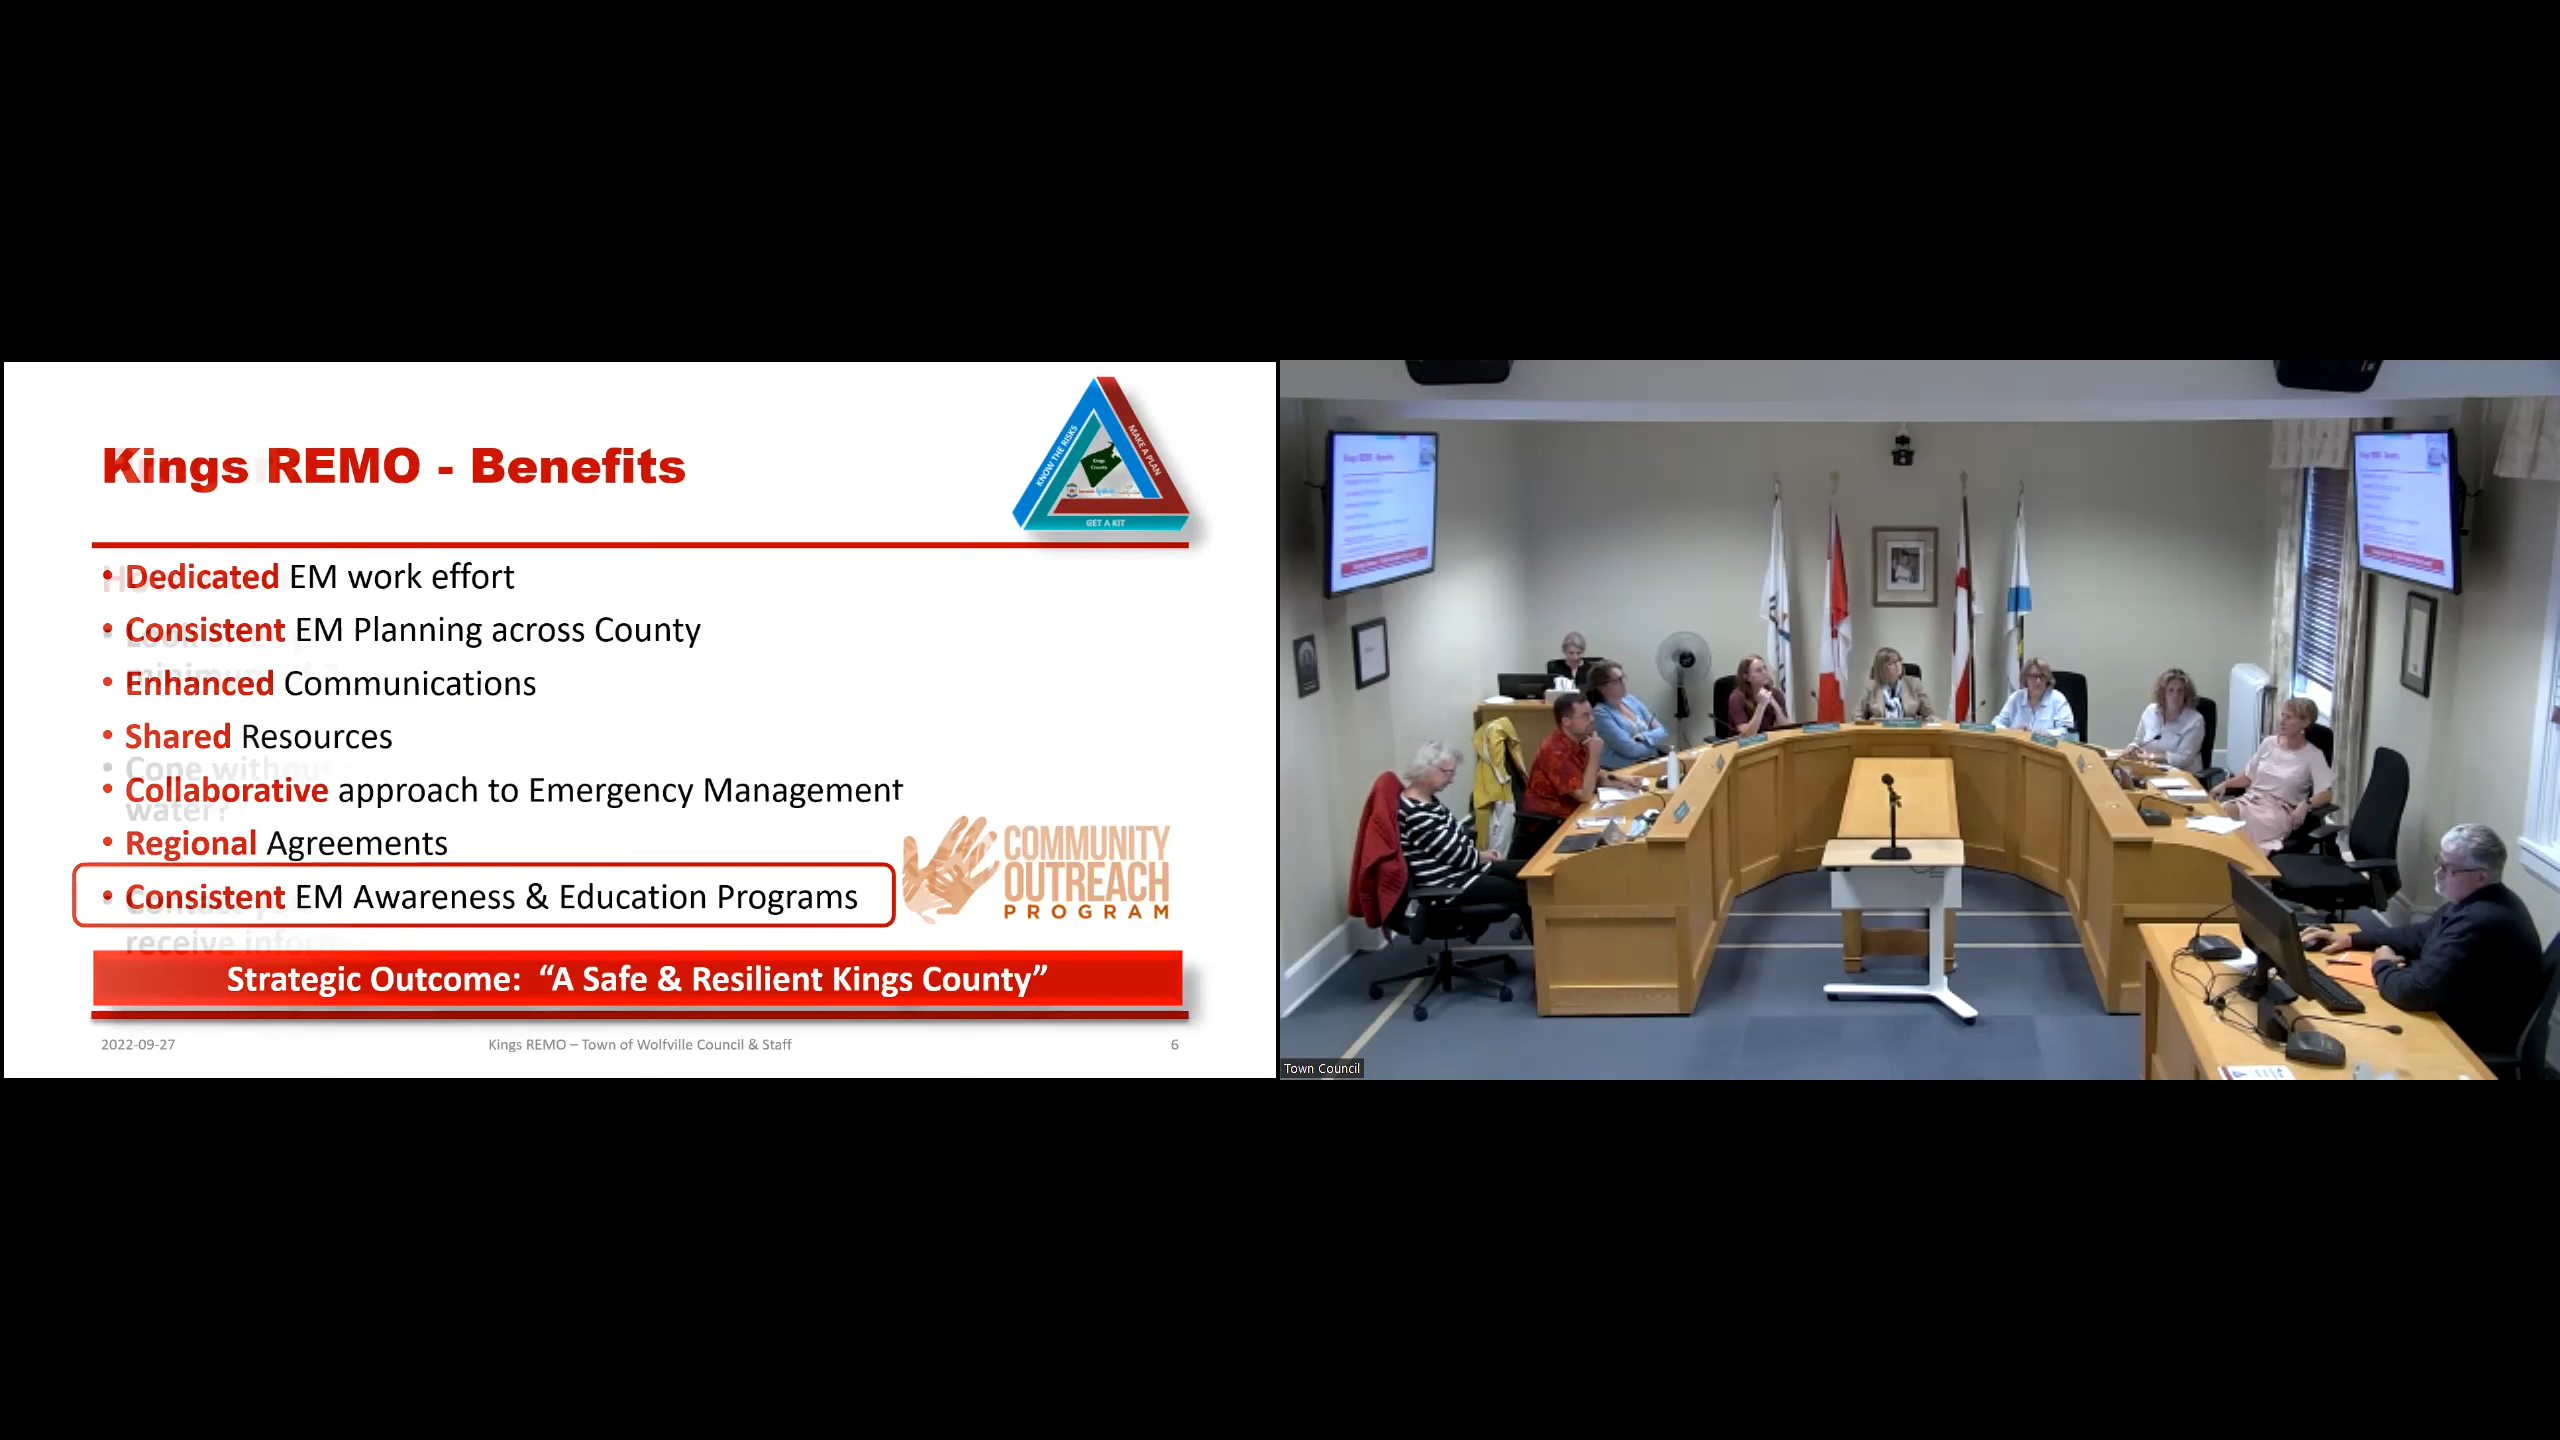 Kings REMO - Benefits
KNOW THE RISKS
MAKE A PLAN
Kings
County
GET A KIT
• Dedicated EM work effort
• Consistent EM Planning across County
• Enhanced Communications
• Shared Resources
• Collaborative approach to Emergency Management
• Regional Agreements
• Consistent EM Awareness & Education Programs
COMMUNITY
OUTREACH
PROGRAM
Strategic Outcome: “A Safe & Resilient Kings County”
2022-09-27
Kings REMO – Town of Wolfville Council & Staff
6
Town Council